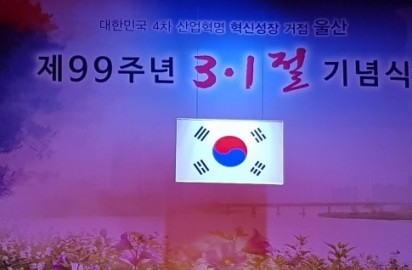 대한민국 4차 산업혁명 혁신성장 거점 울산
제99주년 3·1절 기념식